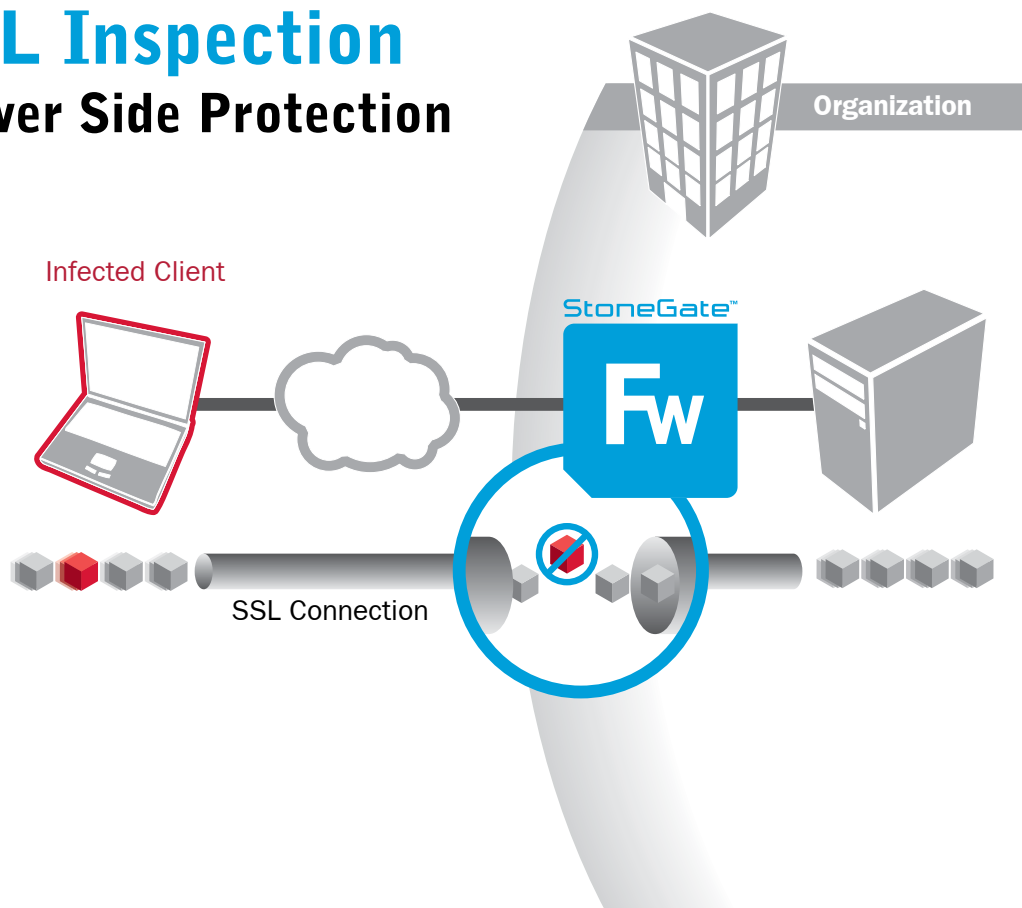 L Inspection
ver Side Protection
Organization
Infected Client
StoneGate™
Fw
SSL Connection